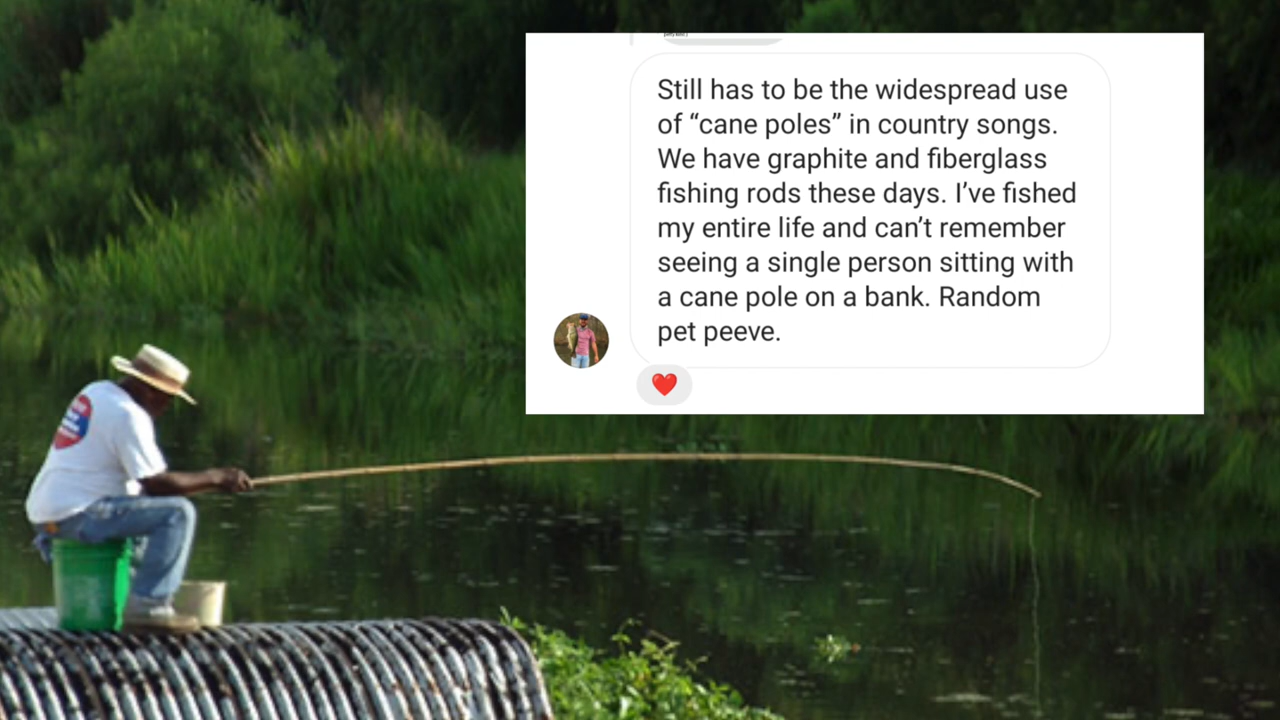 Still has to be the widespread use
of “cane poles” in country songs.
We have graphite and fiberglass
fishing rods these days. I’ve fished
my entire life and can’t remember
seeing a single person sitting with
a cane pole on a bank. Random
pet peeve.